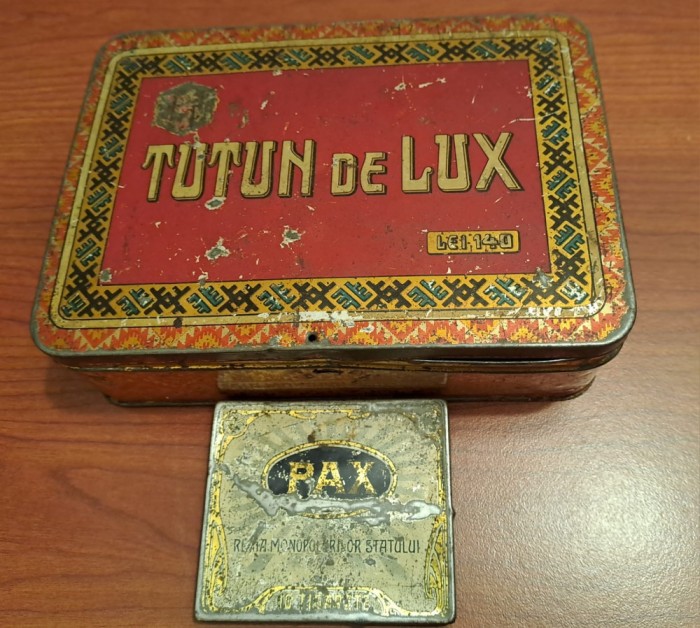 TUTUN DE LUX
LEI 140
PAX
REGIA MONOPOLURILOR STATULUI